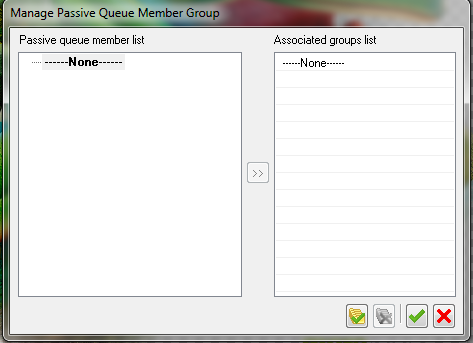 Manage Passive Queue Member Group
Passive queue member list
Associated groups list
------None------
------None------
>>